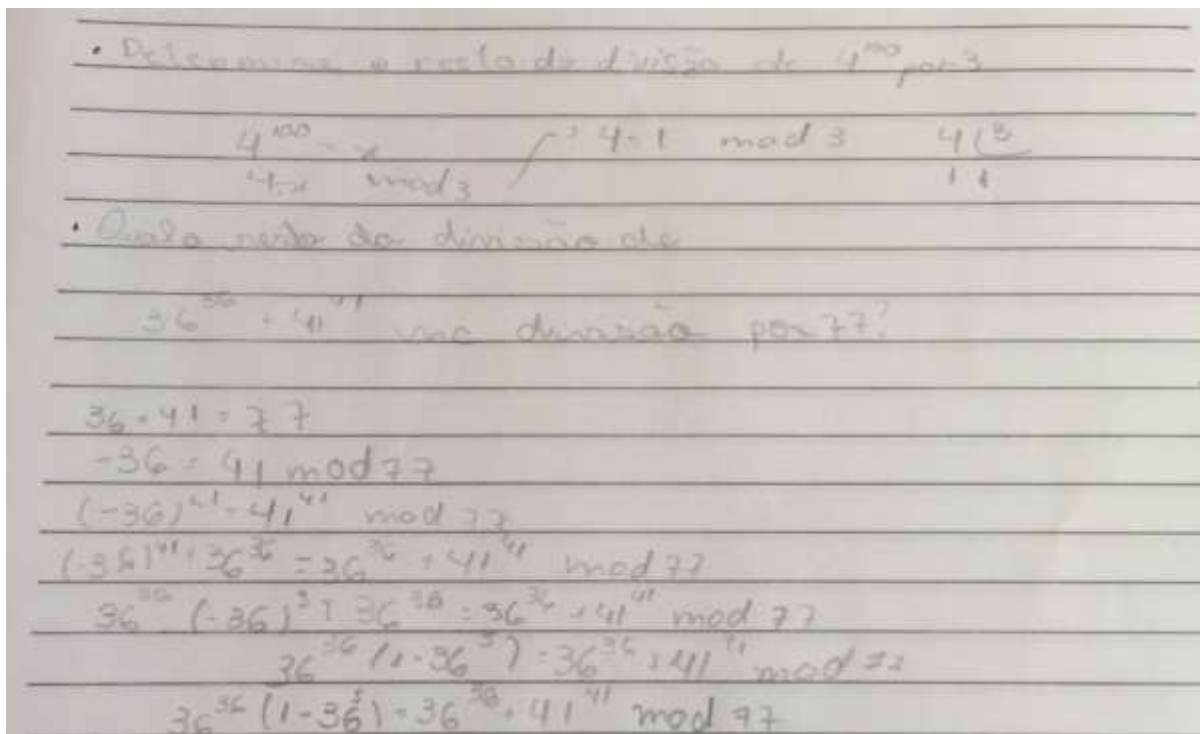 • Determine o resto da divisão de 4^100 por 3
4^100 = x → 4 = 1 mod 3 4 | 3
4 = x mod 3 1 1
• Qual o resto da divisão de
36^36 + 41^41 na divisão por 77?
36 + 41 = 77
-36 = 41 mod 77
(-36)^41 = 41^41 mod 77
(-36)^41 + 36^36 = 36^36 + 41^41 mod 77
36^36 (-36)^5 + 36^36 = 36^36 + 41^41 mod 77
36^36 (1 - 36^5) = 36^36 + 41^41 mod 77
36^36 (1 - 36^5) = 36^36 + 41^41 mod 77